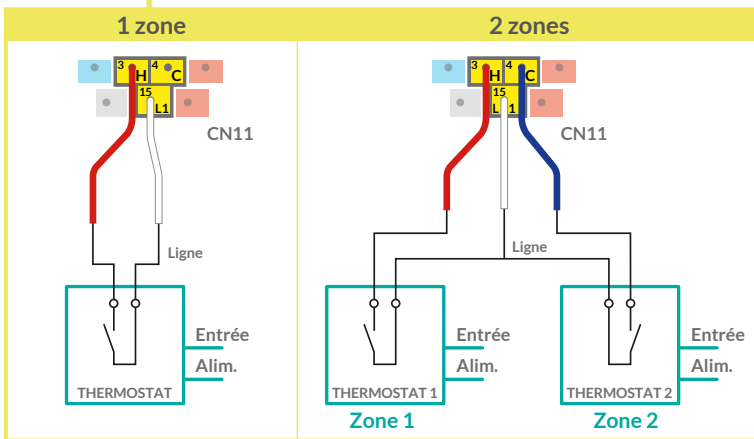 1 zone
3 H 4 C
15 L1
CN11
Ligne
Entrée
Alim.
THERMOSTAT
2 zones
3 H 4 C
15 L 1
CN11
Ligne
Entrée
Alim.
THERMOSTAT 1
Zone 1
Entrée
Alim.
THERMOSTAT 2
Zone 2